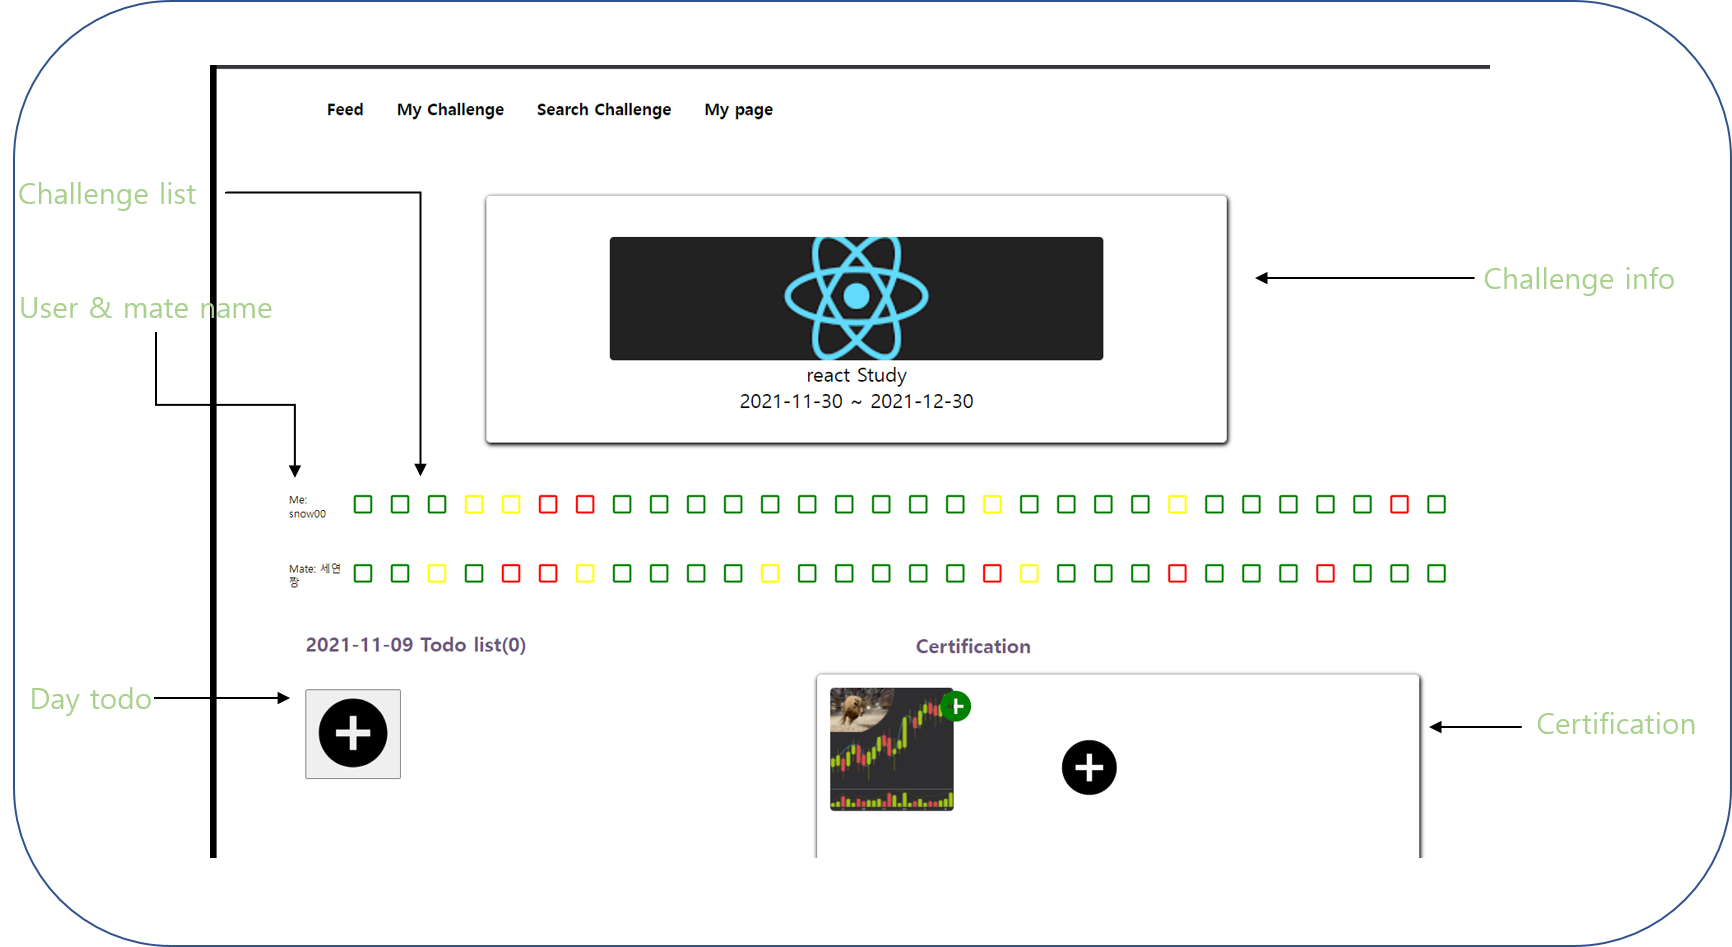 Feed My Challenge Search Challenge My page
Challenge list
User & mate name
Challenge info
react Study
2021-11-30 ~ 2021-12-30
Me:
snow00
Mate: 세연
짱
2021-11-09 Todo list(0)
Certification
Day todo
Certification